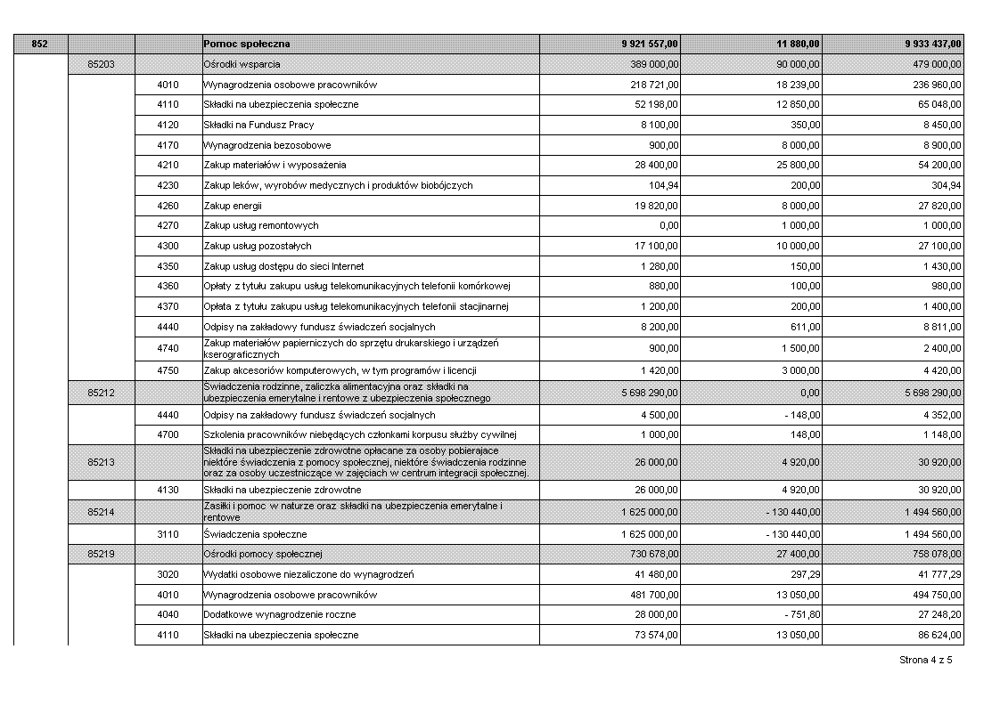 852 Pomoc społeczna 9 921 557,00 11 880,00 9 933 437,00
85203 Ośrodki wsparcia 389 000,00 90 000,00 479 000,00
4010 Wynagrodzenia osobowe pracowników 218 721,00 18 239,00 236 960,00
4110 Składki na ubezpieczenia społeczne 52 198,00 12 850,00 65 048,00
4120 Składki na Fundusz Pracy 8 100,00 350,00 8 450,00
4170 Wynagrodzenia bezosobowe 900,00 8 000,00 8 900,00
4210 Zakup materiałów i wyposażenia 28 400,00 25 800,00 54 200,00
4230 Zakup leków, wyrobów medycznych i produktów biobójczych 104,94 200,00 304,94
4260 Zakup energii 19 820,00 8 000,00 27 820,00
4270 Zakup usług remontowych 0,00 1 000,00 1 000,00
4300 Zakup usług pozostałych 17 100,00 10 000,00 27 100,00
4350 Zakup usług dostępu do sieci Internet 1 280,00 150,00 1 430,00
4360 Opłaty z tytułu zakupu usług telekomunikacyjnych telefonii komórkowej 880,00 100,00 980,00
4370 Opłata z tytułu zakupu usług telekomunikacyjnych telefonii stacjinarnej 1 200,00 200,00 1 400,00
4440 Odpisy na zakładowy fundusz świadczeń socjalnych 8 200,00 611,00 8 811,00
4740 Zakup materiałów papierniczych do sprzętu drukarskiego i urządzeń
kserograficznych 900,00 1 500,00 2 400,00
4750 Zakup akcesoriów komputerowych, w tym programów i licencji 1 420,00 3 000,00 4 420,00
85212 Świadczenia rodzinne, zaliczka alimentacyjna oraz składki na
ubezpieczenia emerytalne i rentowe z ubezpieczenia społecznego 5 698 290,00 0,00 5 698 290,00
4440 Odpisy na zakładowy fundusz świadczeń socjalnych 4 500,00 - 148,00 4 352,00
4700 Szkolenia pracowników niebędących członkami korpusu służby cywilnej 1 000,00 148,00 1 148,00
Składki na ubezpieczenie zdrowotne opłacane za osoby pobierajace
85213 niektóre świadczenia z pomocy społecznej, niektóre świadczenia rodzinne 26 000,00 4 920,00 30 920,00
oraz za osoby uczestniczące w zajęciach w centrum integracji społecznej.
4130 Składki na ubezpieczenie zdrowotne 26 000,00 4 920,00 30 920,00
85214 Zasiłki i pomoc w naturze oraz składki na ubezpieczenia emerytalne i
rentowe 1 625 000,00 - 130 440,00 1 494 560,00
3110 Świadczenia społeczne 1 625 000,00 - 130 440,00 1 494 560,00
85219 Ośrodki pomocy społecznej 730 678,00 27 400,00 758 078,00
3020 Wydatki osobowe niezaliczone do wynagrodzeń 41 480,00 297,29 41 777,29
4010 Wynagrodzenia osobowe pracowników 481 700,00 13 050,00 494 750,00
4040 Dodatkowe wynagrodzenie roczne 28 000,00 - 751,80 27 248,20
4110 Składki na ubezpieczenia społeczne 73 574,00 13 050,00 86 624,00
Strona 4 z 5